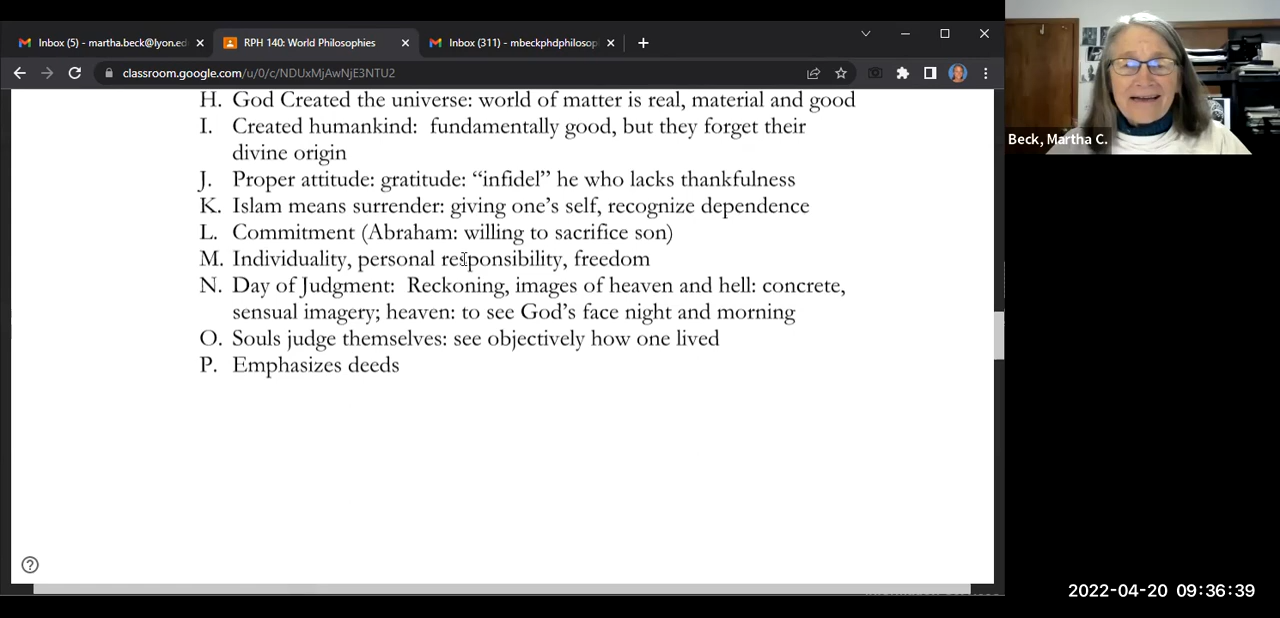 Inbox (5) - martha.beck@lyon.ed
RPH 140: World Philosophies
Inbox (311) - mbeckphdphilosop
classroom.google.com/u/0/c/NDUxMjAwNjE3NTU2
H. God Created the universe: world of matter is real, material and good
I. Created humankind: fundamentally good, but they forget their
divine origin
J. Proper attitude: gratitude: “infidel” he who lacks thankfulness
K. Islam means surrender: giving one’s self, recognize dependence
L. Commitment (Abraham: willing to sacrifice son)
M. Individuality, personal responsibility, freedom
N. Day of Judgment: Reckoning, images of heaven and hell: concrete,
sensual imagery; heaven: to see God’s face night and morning
O. Souls judge themselves: see objectively how one lived
P. Emphasizes deeds
Beck, Martha C.
2022-04-20 09:36:39